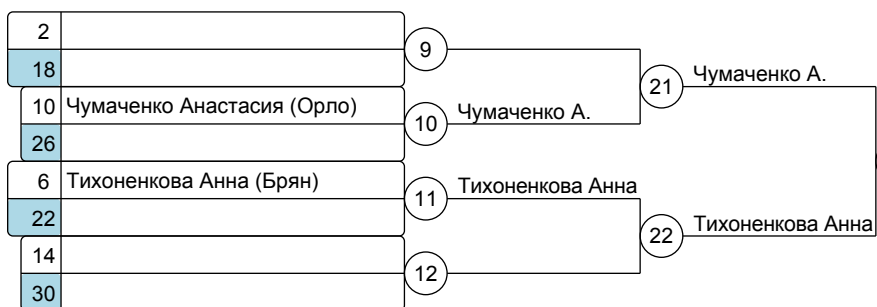 2
9
18
Чумаченко А.
21
10 Чумаченко Анастасия (Орло)
Чумаченко А.
10
26
6 Тихоненкова Анна (Брян)
Тихоненкова Анна
11
22
Тихоненкова Анна
22
14
12
30